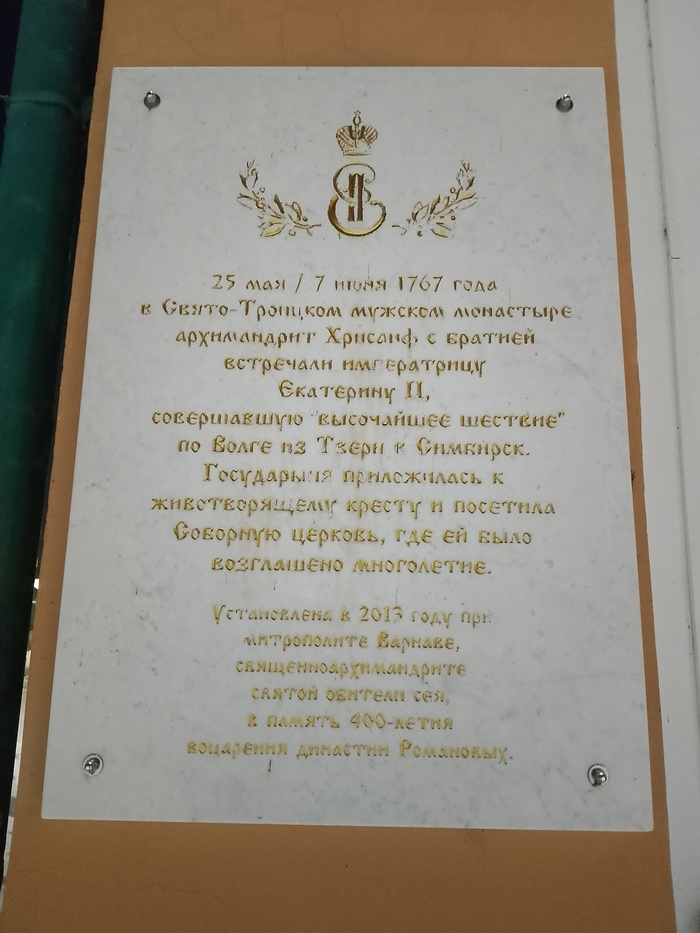 25 мая / 7 июня 1767 года
в Свято-Троицком мужском монастыре
архимандрит Хрисанф с братией
встречали императрицу
Екатерину II,
совершавшую "высочайшее шествие"
по Волге из Твери в Симбирск.
Государыня приложилась к
животворящему кресту и посетила
Соборную церковь, где ей было
возглашено многолетие.
Установлена в 2013 году при
митрополите Варнаве,
священноархимандрите
святой обители сея,
в память 400-летия
воцарения династии Романовых.